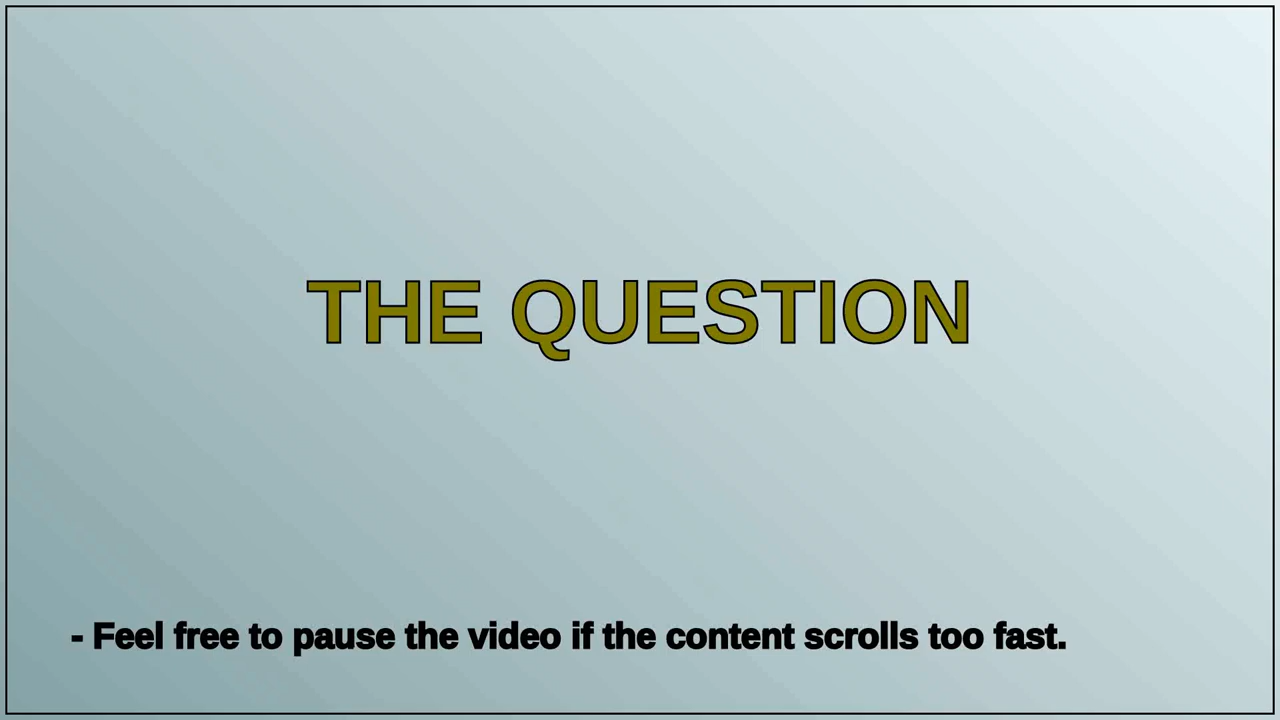 THE QUESTION
- Feel free to pause the video if the content scrolls too fast.